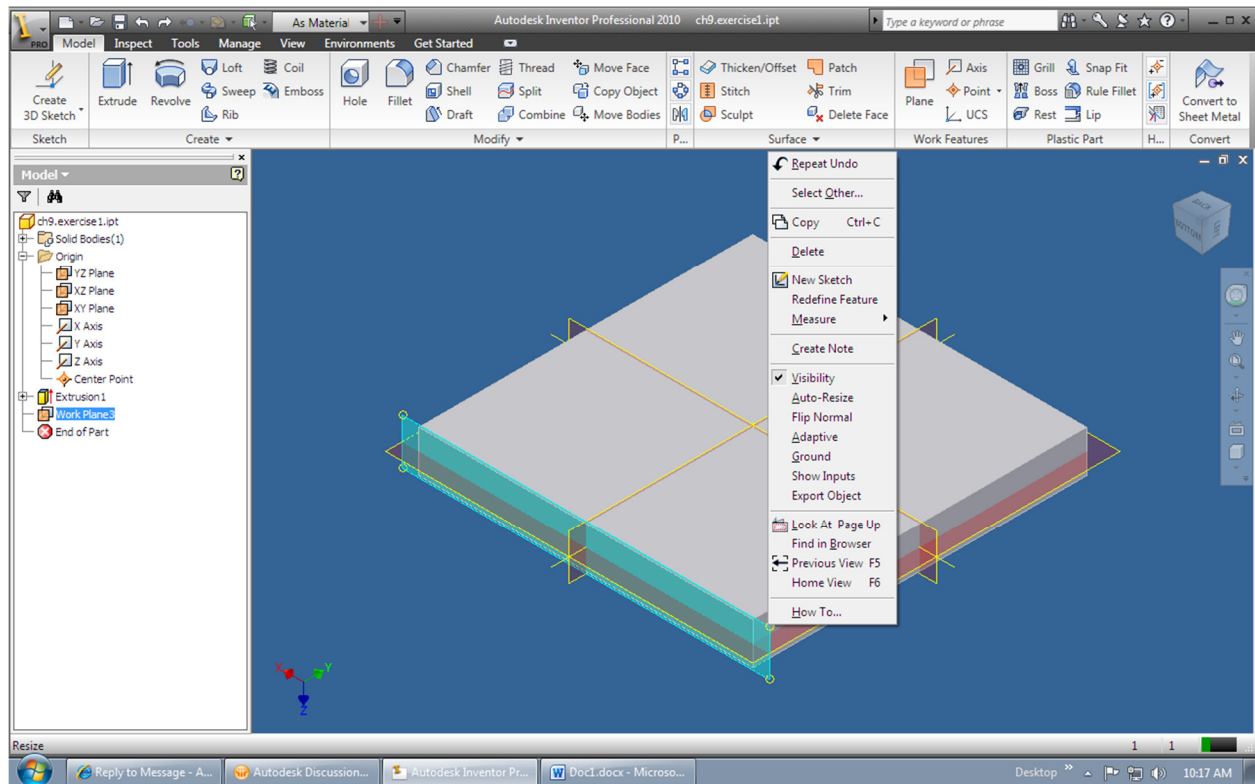 As Material
Autodesk Inventor Professional 2010 ch9.exercise1.ipt
Type a keyword or phrase
PRO
Model Inspect Tools Manage View Environments Get Started
Create
3D Sketch
Extrude
Revolve
Loft
Sweep
Rib
Coil
Emboss
Hole
Fillet
Chamfer
Shell
Draft
Thread
Split
Combine
Move Face
Copy Object
Move Bodies
Thicken/Offset
Stitch
Sculpt
Patch
Trim
Delete Face
Plane
Axis
Point
UCS
Grill
Boss
Rest
Snap Fit
Rule Fillet
Lip
Convert to
Sheet Metal
Sketch
Create
Modify
P...
Surface
Work Features
Plastic Part
H...
Convert
Model
ch9.exercise1.ipt
Solid Bodies(1)
Origin
YZ Plane
XZ Plane
XY Plane
X Axis
Y Axis
Z Axis
Center Point
Extrusion1
Work Plane3
End of Part
Repeat Undo
Select Other...
Copy Ctrl+C
Delete
New Sketch
Redefine Feature
Measure
Create Note
Visibility
Auto-Resize
Flip Normal
Adaptive
Ground
Show Inputs
Export Object
Look At Page Up
Find in Browser
Previous View F5
Home View F6
How To...
BACK
BOTTOM
X
Y
Z
Resize
1 1
Reply to Message - A...
Autodesk Discussion...
Autodesk Inventor Pr...
Doc1.docx - Microso...
Desktop
10:17 AM